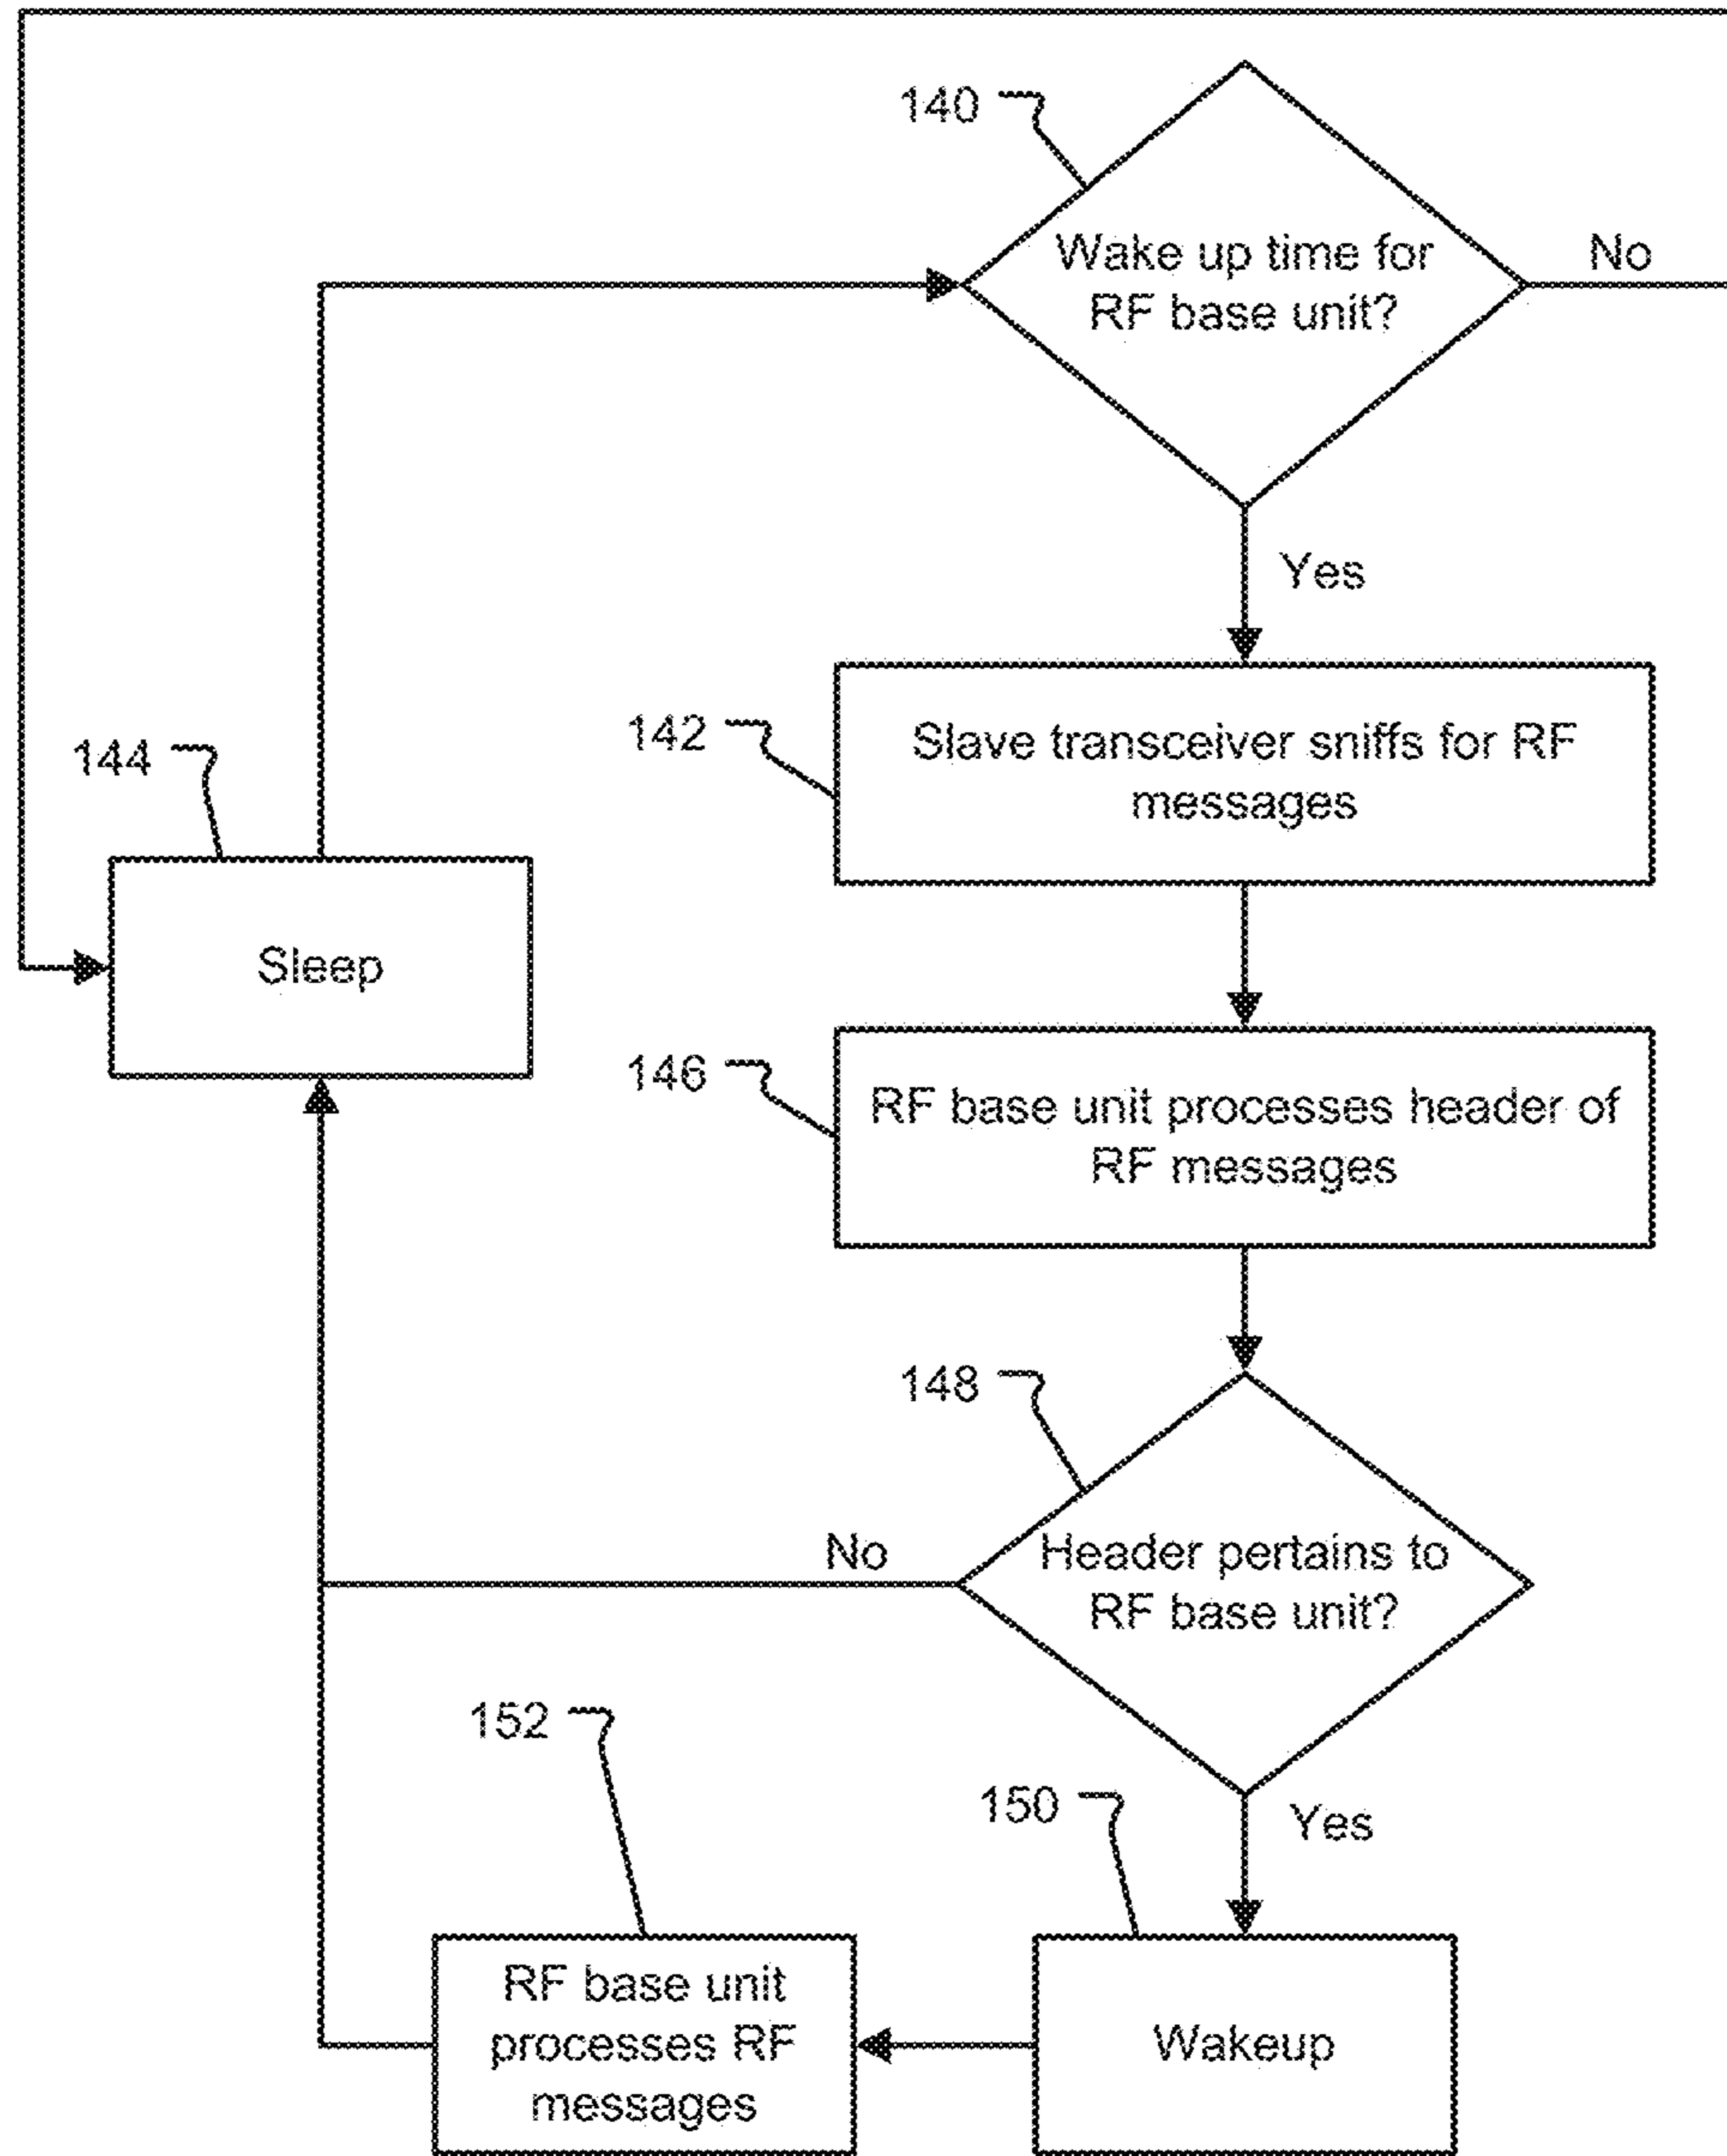 140
Wake up time for
RF base unit?
No
Yes
142
Slave transceiver sniffs for RF
messages
144
Sleep
146
RF base unit processes header of
RF messages
148
No
Header pertains to
RF base unit?
152
150
Yes
RF base unit
processes RF
messages
Wakeup